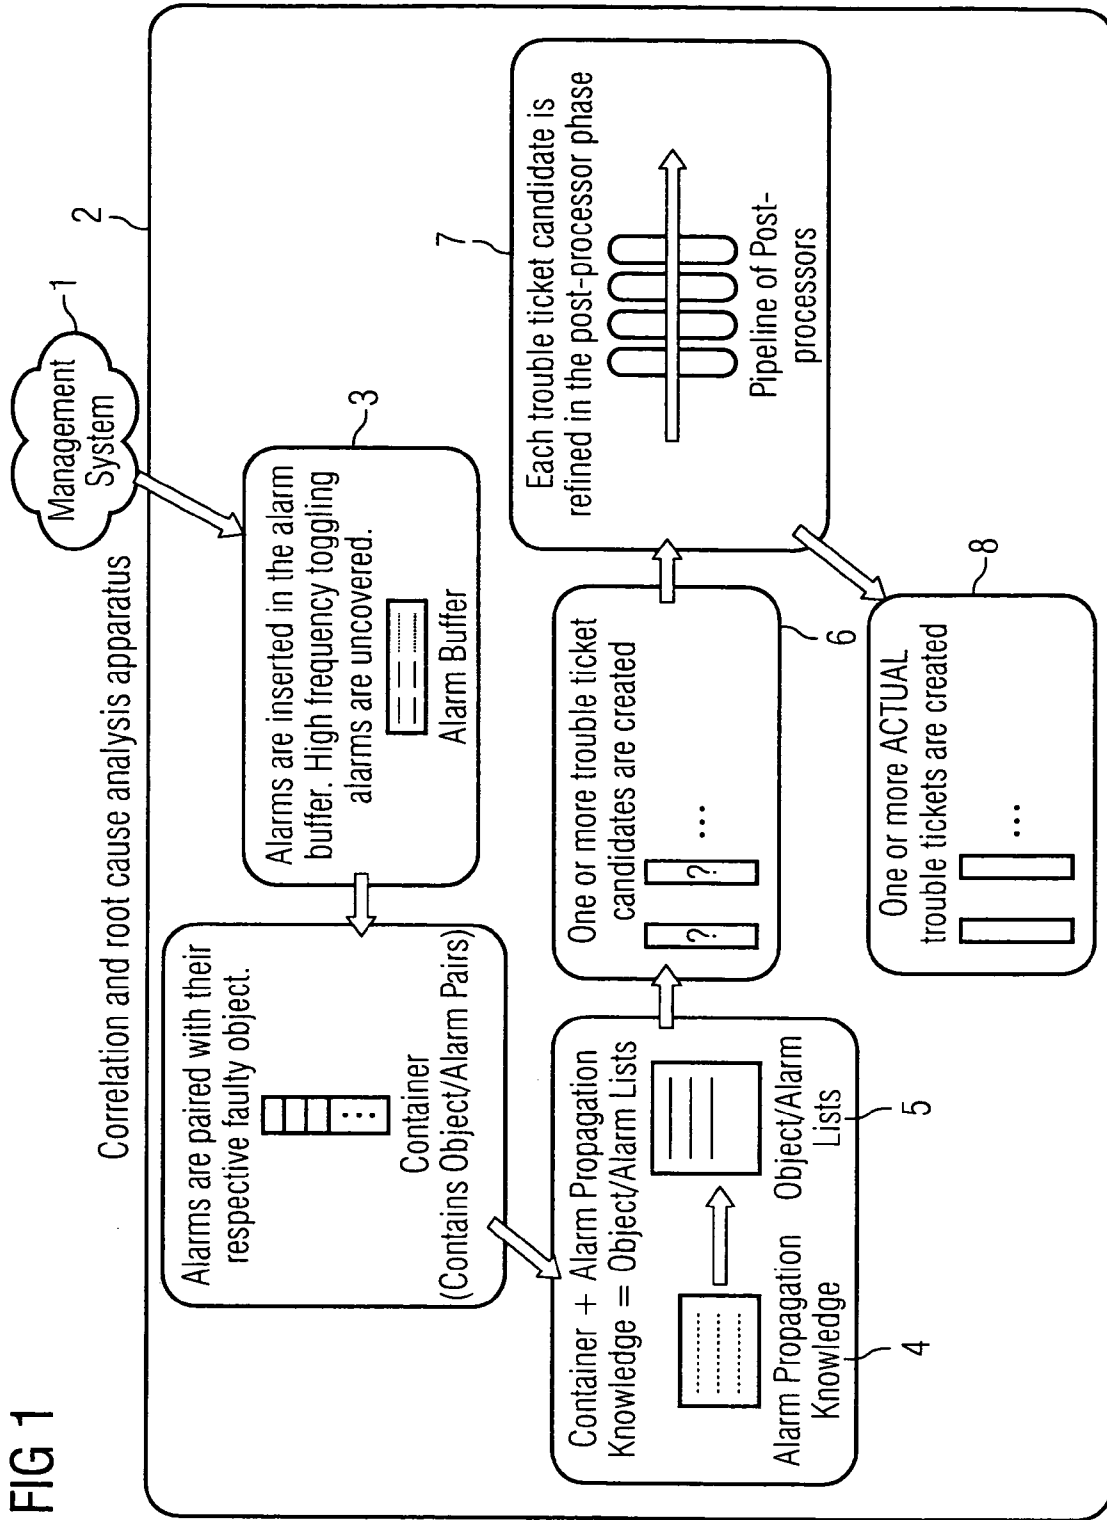 FIG 1
Management
System
1
Correlation and root cause analysis apparatus
2
Alarms are inserted in the alarm
buffer. High frequency toggling
alarms are uncovered.
Alarm Buffer
3
Alarms are paired with their
respective faulty object.
Container
(Contains Object/Alarm Pairs)
Container + Alarm Propagation
Knowledge = Object/Alarm Lists
Alarm Propagation
Knowledge
4
Object/Alarm
Lists
5
One or more trouble ticket
candidates are created
?
?
...
6
Each trouble ticket candidate is
refined in the post-processor phase
Pipeline of Post-
processors
7
One or more ACTUAL
trouble tickets are created
...
8